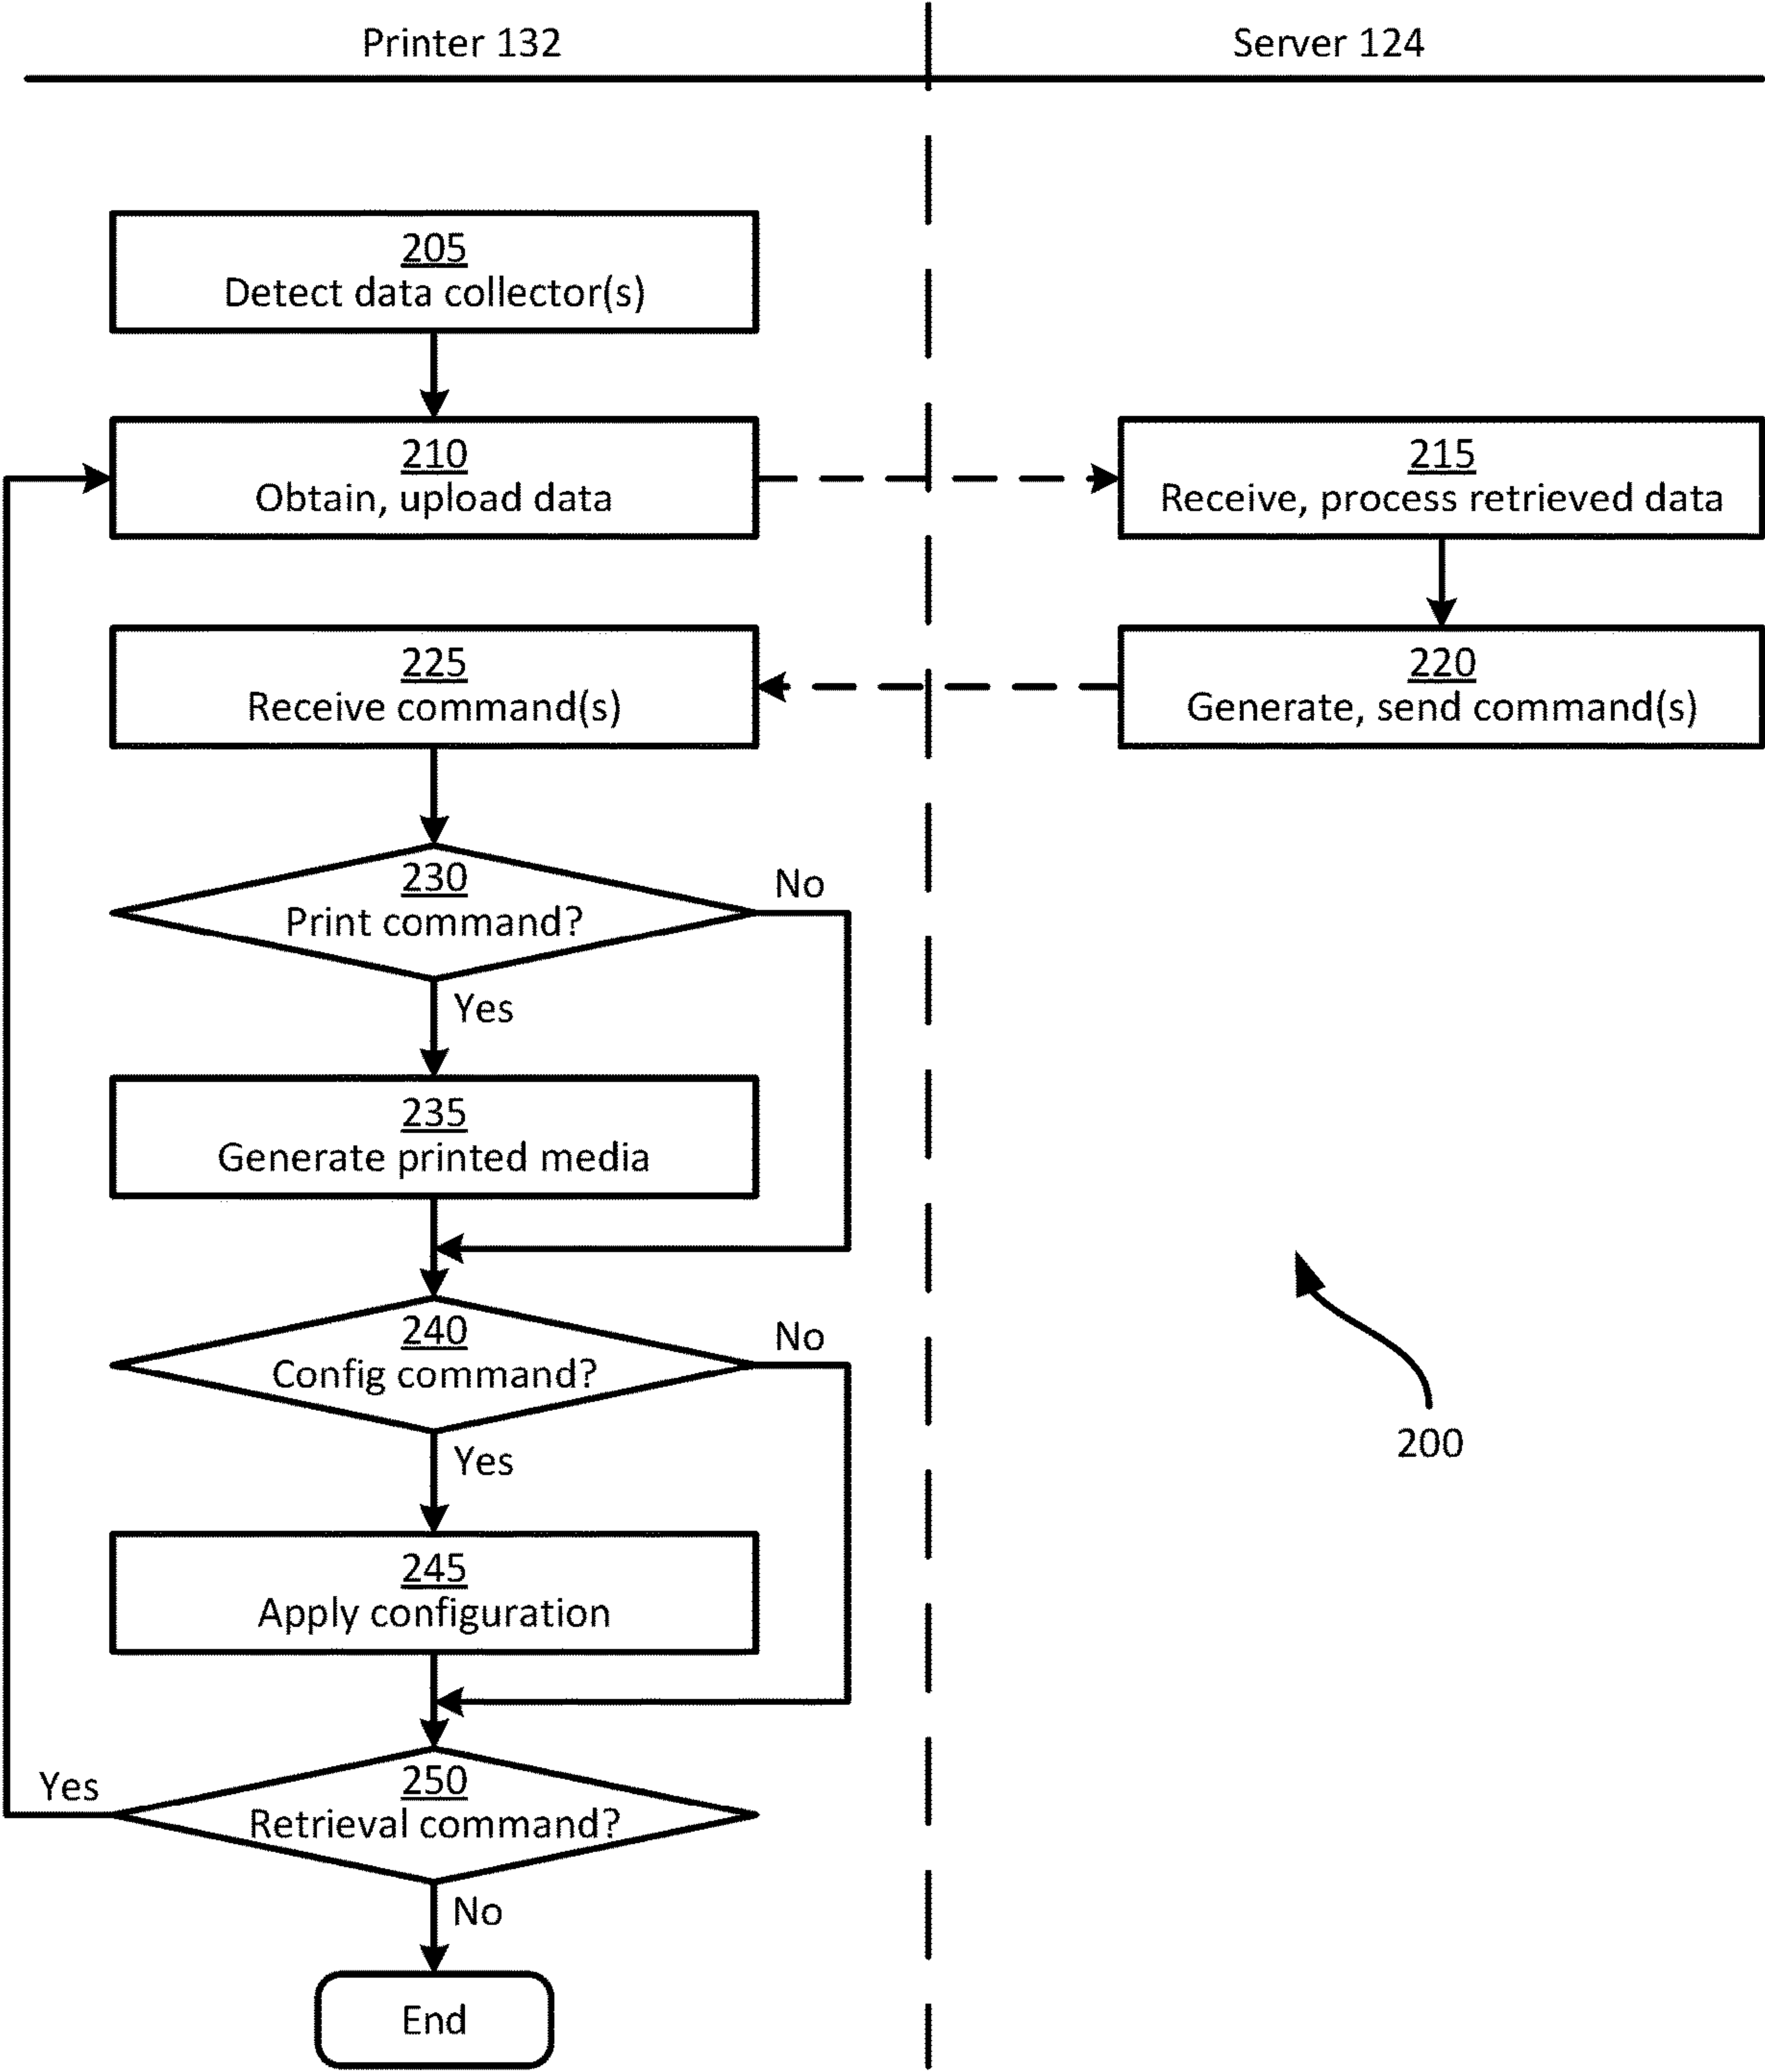 Printer 132
Server 124
205
Detect data collector(s)
210
Obtain, upload data
215
Receive, process retrieved data
225
Receive command(s)
220
Generate, send command(s)
230
Print command?
No
Yes
235
Generate printed media
240
Config command?
No
Yes
200
245
Apply configuration
250
Retrieval command?
Yes
No
End